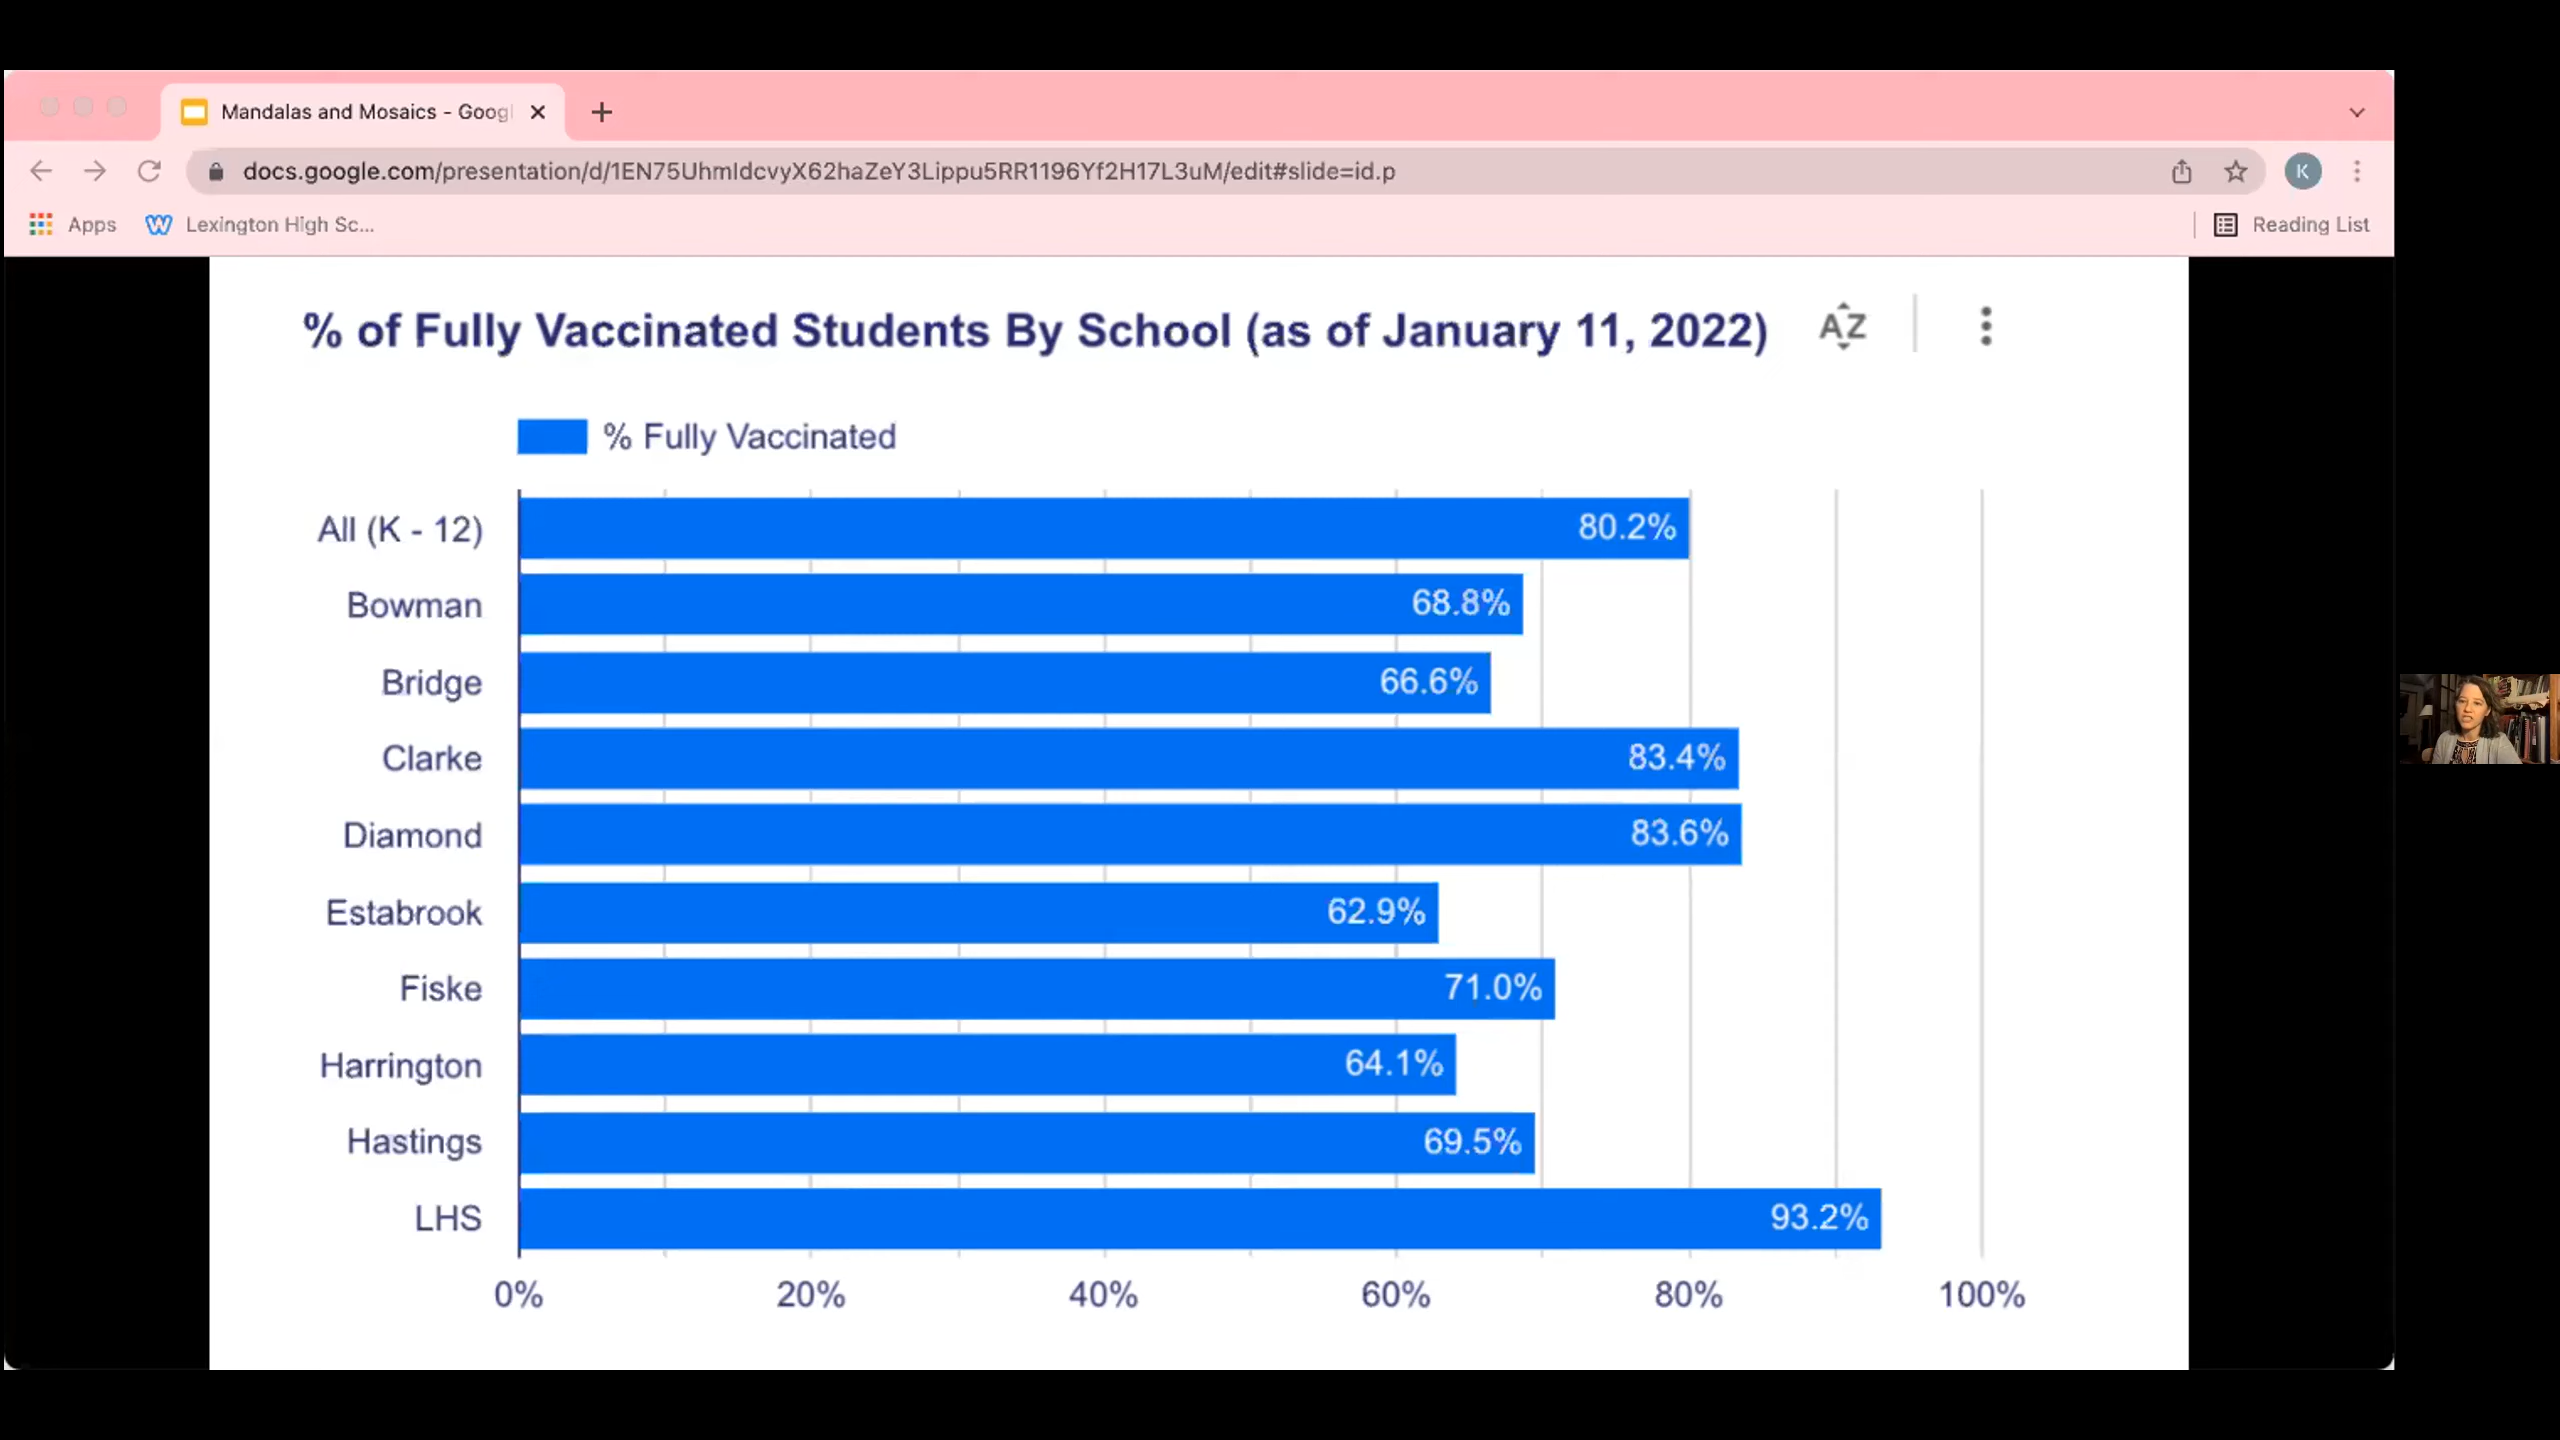 Mandalas and Mosaics - Goog
docs.google.com/presentation/d/1EN75UhmIdcvyX62haZeY3Lippu5RR1196Yf2H17L3uM/edit#slide=id.p
K
Apps
Lexington High Sc...
Reading List
% of Fully Vaccinated Students By School (as of January 11, 2022)
AZ
% Fully Vaccinated
All (K - 12) 80.2%
Bowman 68.8%
Bridge 66.6%
Clarke 83.4%
Diamond 83.6%
Estabrook 62.9%
Fiske 71.0%
Harrington 64.1%
Hastings 69.5%
LHS 93.2%
0% 20% 40% 60% 80% 100%